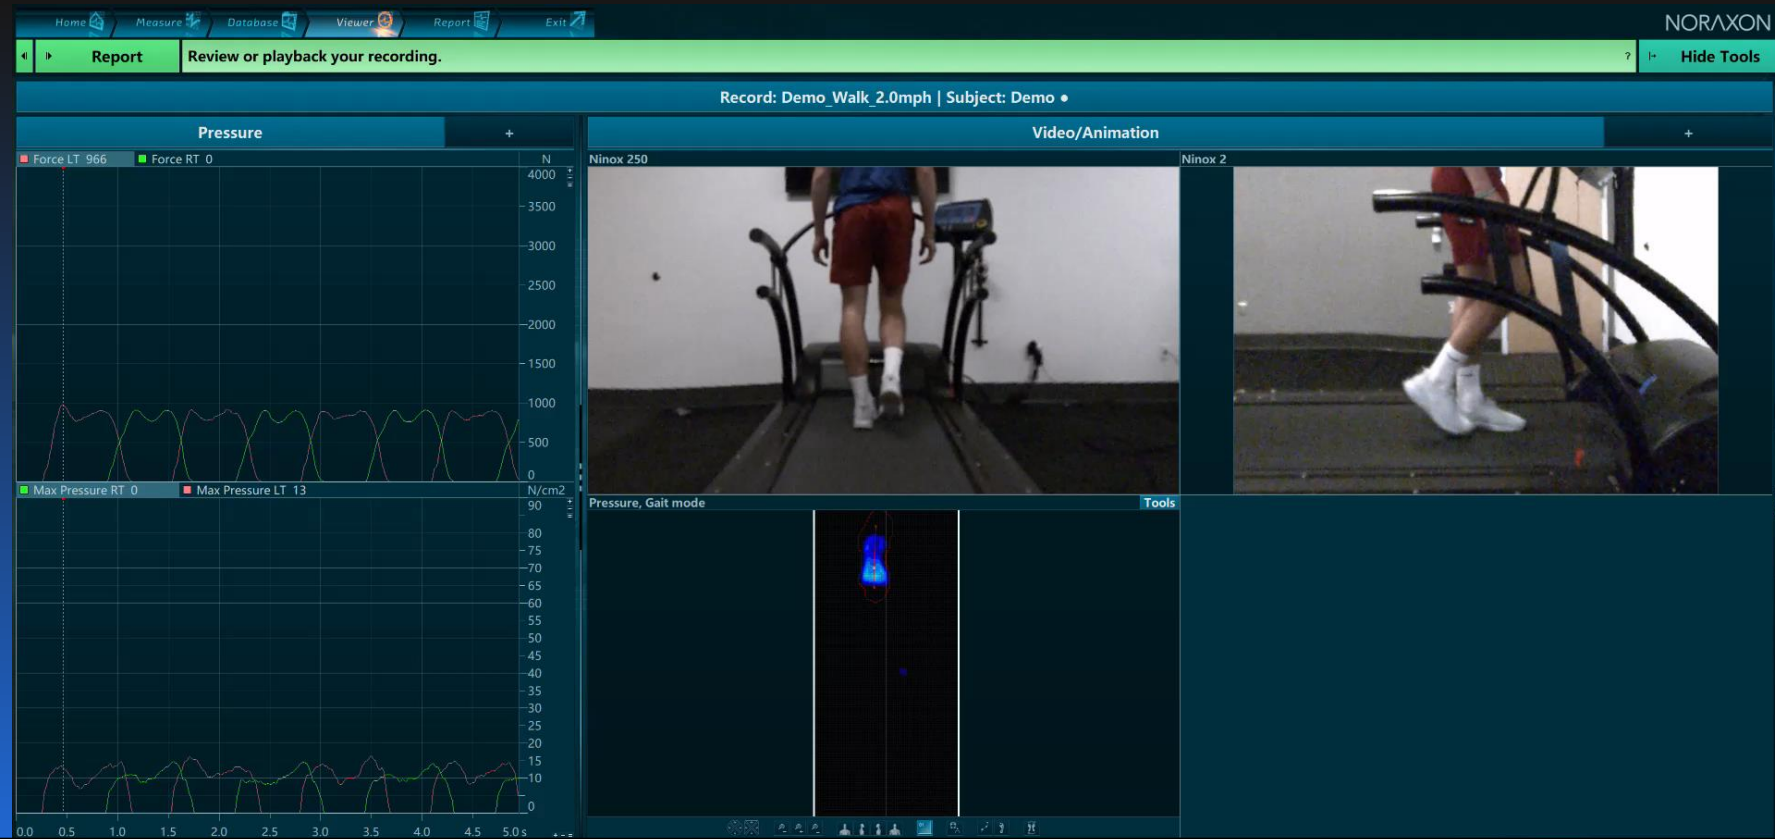 Home Measure Database Viewer Report Exit
NORAXON
Report Review or playback your recording. ? Hide Tools
Record: Demo_Walk_2.0mph | Subject: Demo ●
Pressure + Video/Animation +
Force LT 966 Force RT 0 N Ninox 250 Ninox 2
4000
3500
3000
2500
2000
1500
1000
500
0
Max Pressure RT 0 Max Pressure LT 13 N/cm2
Pressure, Gait mode Tools
90
80
75
70
65
60
55
50
45
40
35
30
25
20
15
10
0
0.0 0.5 1.0 1.5 2.0 2.5 3.0 3.5 4.0 4.5 5.0 s